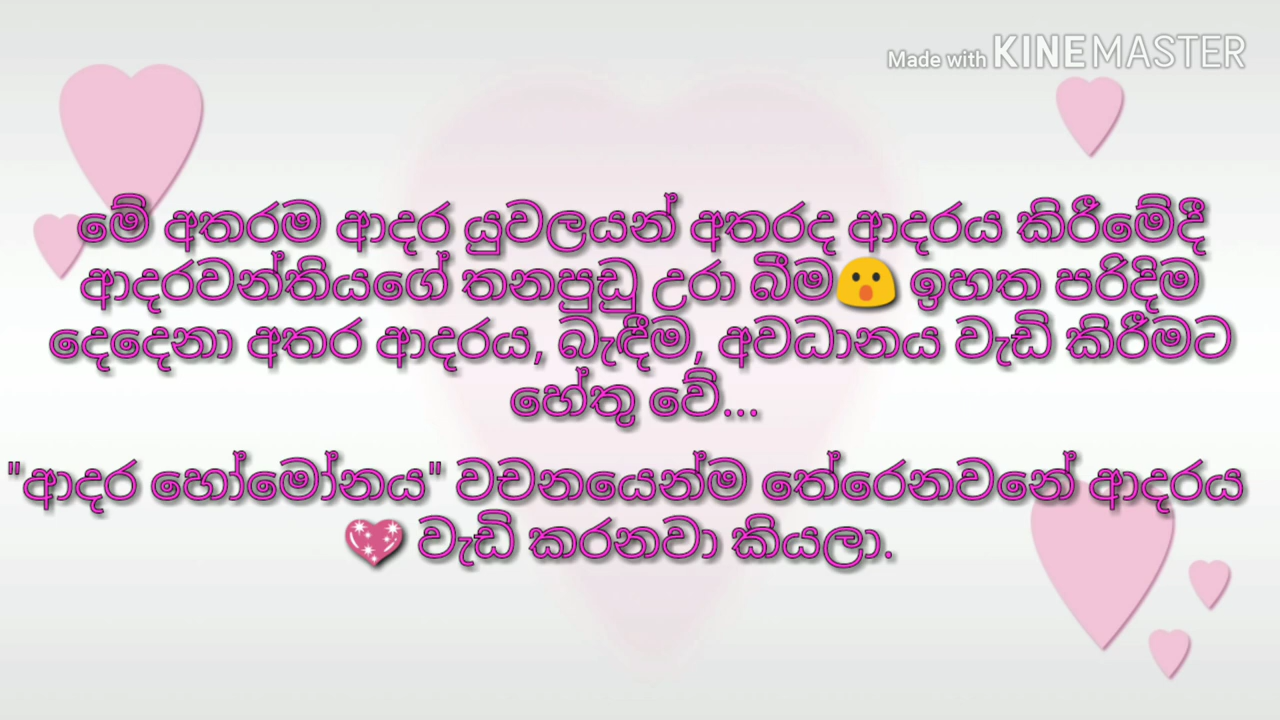 Made with KINEMASTER
මේ අතරම ආදර යුවලයන් අතරද ආදරය කිරීමේදී
ආදරවන්තියගේ තනපුඩු උරා බීම😮 ඉහත පරිදිම
දෙදෙනා අතර ආදරය, බැඳීම, අවධානය වැඩි කිරීමට
හේතු වේ...
"ආදර හෝමෝනය" වචනයෙන්ම තේරෙනවනේ ආදරය
💖 වැඩි කරනවා කියලා.